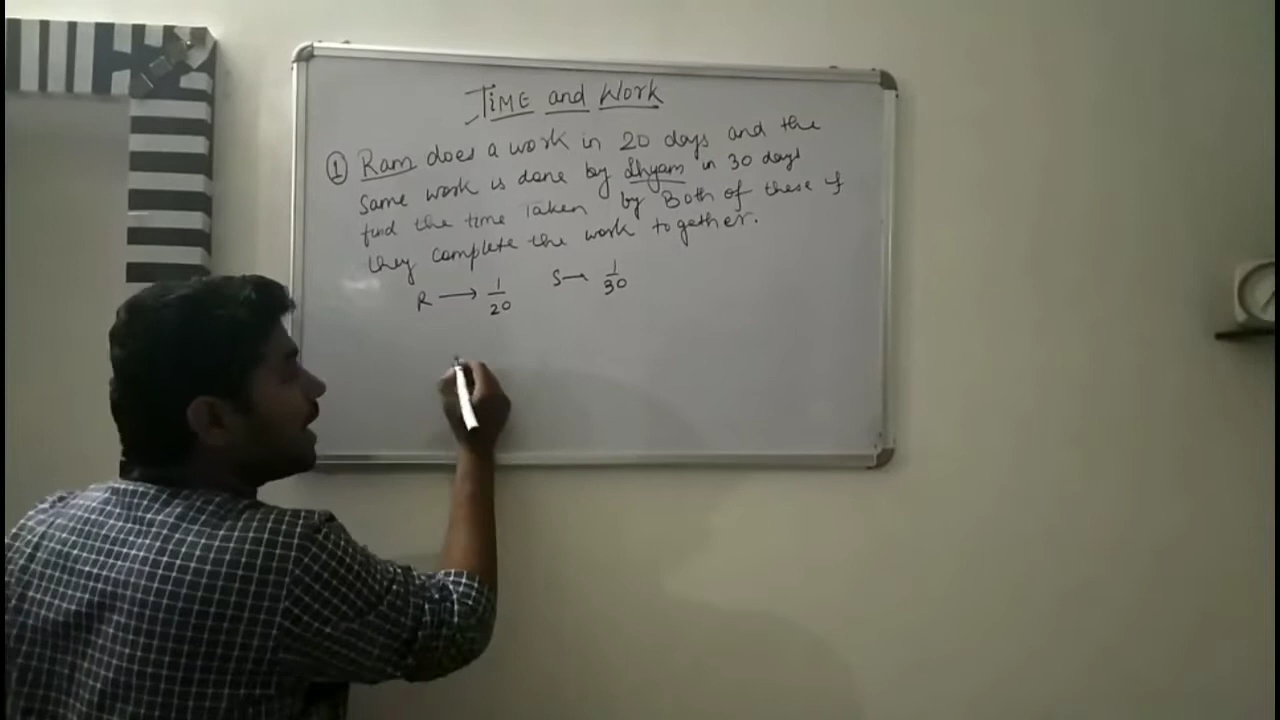 TIME and Work
① Ram does a work in 20 days and the
same work is done by Shyam in 30 days
find the time Taken by Both of these if
they complete the work together.
R → 1/20 S → 1/30